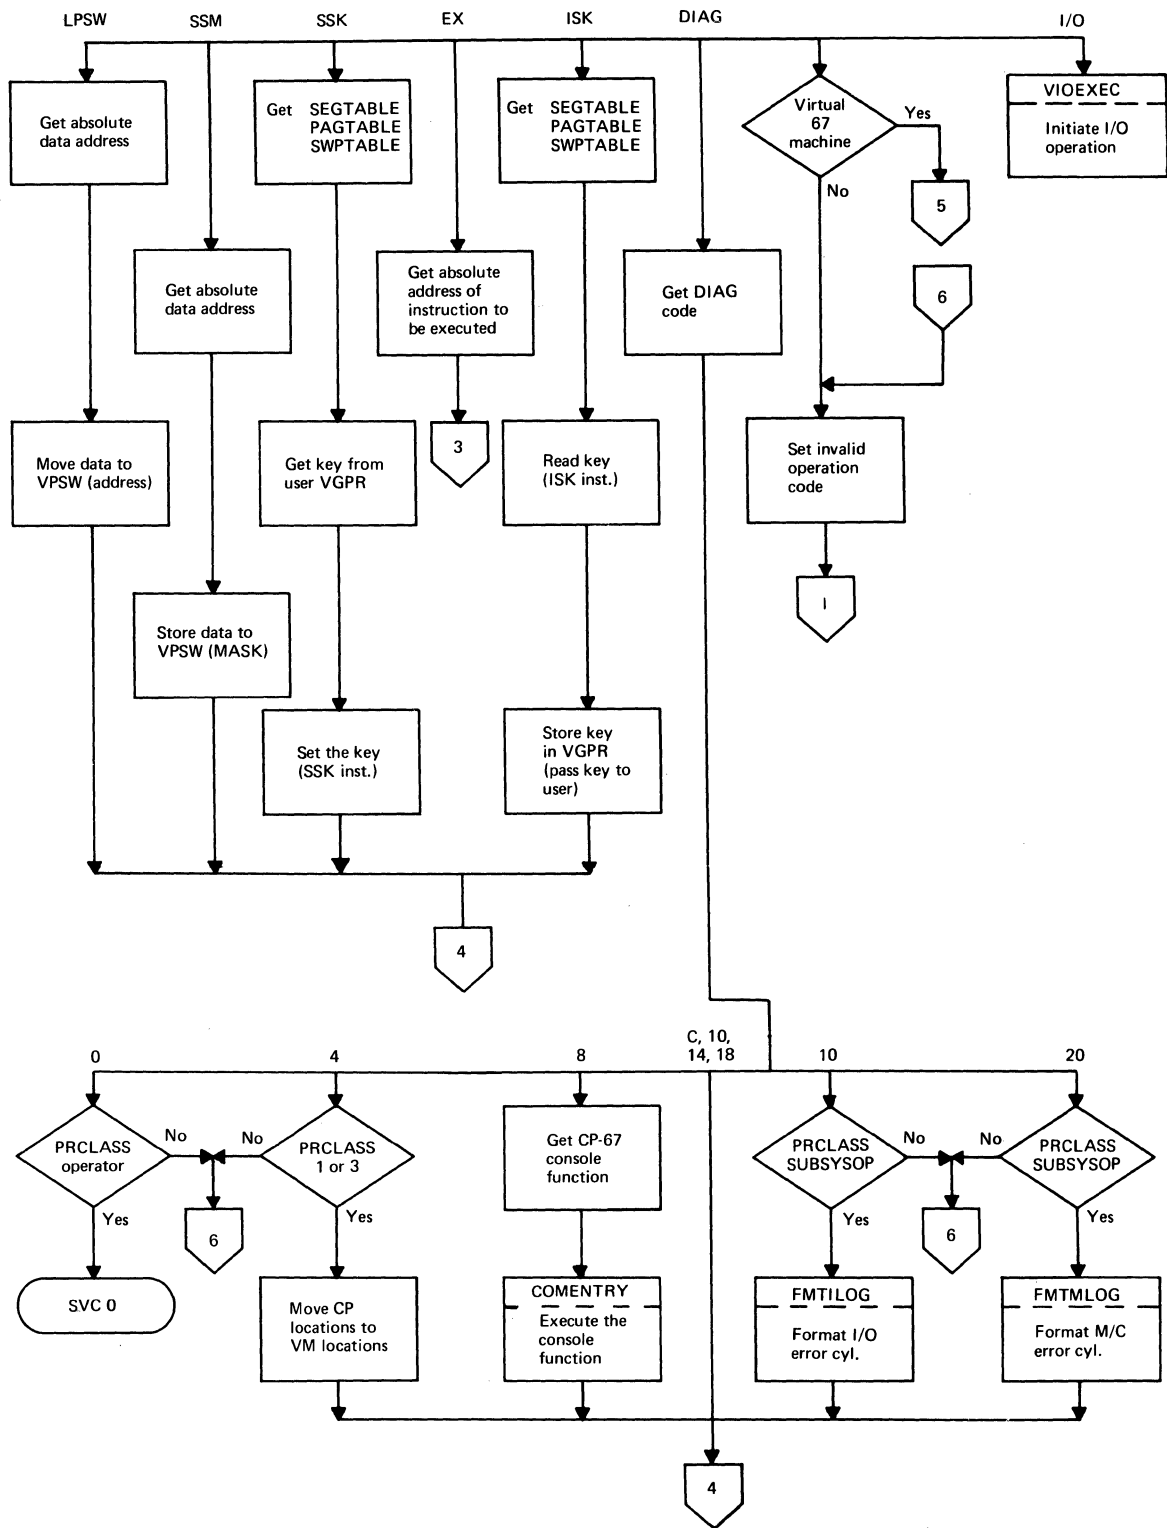 LPSW
SSM
SSK
EX
ISK
DIAG
I/O
Get absolute
data address
Get SEGTABLE
PAGTABLE
SWPTABLE
Get SEGTABLE
PAGTABLE
SWPTABLE
Virtual
67
machine
Yes
No
VIOEXEC
Initiate I/O
operation
5
Get absolute
data address
Get absolute
address of
instruction to
be executed
Get DIAG
code
6
Move data to
VPSW (address)
Get key from
user VGPR
3
Read key
(ISK inst.)
Set invalid
operation
code
1
Store data to
VPSW (MASK)
Set the key
(SSK inst.)
Store key
in VGPR
(pass key to
user)
4
0
4
8
C, 10,
14, 18
10
20
PRCLASS
operator
No
Yes
No
PRCLASS
1 or 3
Yes
Get CP-67
console
function
PRCLASS
SUBSYSOP
No
Yes
No
PRCLASS
SUBSYSOP
Yes
6
6
SVC 0
Move CP
locations to
VM locations
COMENTRY
Execute the
console
function
FMTILOG
Format I/O
error cyl.
FMTMLOG
Format M/C
error cyl.
4